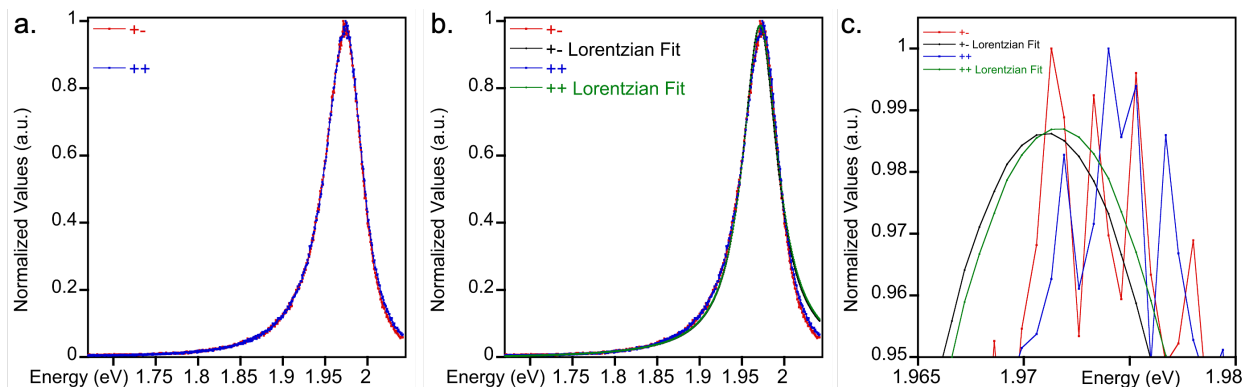 a.
Normalized Values (a.u.)
1
0.8
0.6
0.4
0.2
0
+-
++
Energy (eV) 1.75 1.8 1.85 1.9 1.95 2
b.
Normalized Values (a.u.)
1
0.8
0.6
0.4
0.2
0
+-
+- Lorentzian Fit
++
++ Lorentzian Fit
Energy (eV) 1.75 1.8 1.85 1.9 1.95 2
c.
Normalized Values (a.u.)
1
0.99
0.98
0.97
0.96
0.95
+-
+- Lorentzian Fit
++
++ Lorentzian Fit
1.965 1.97 Energy (eV) 1.98